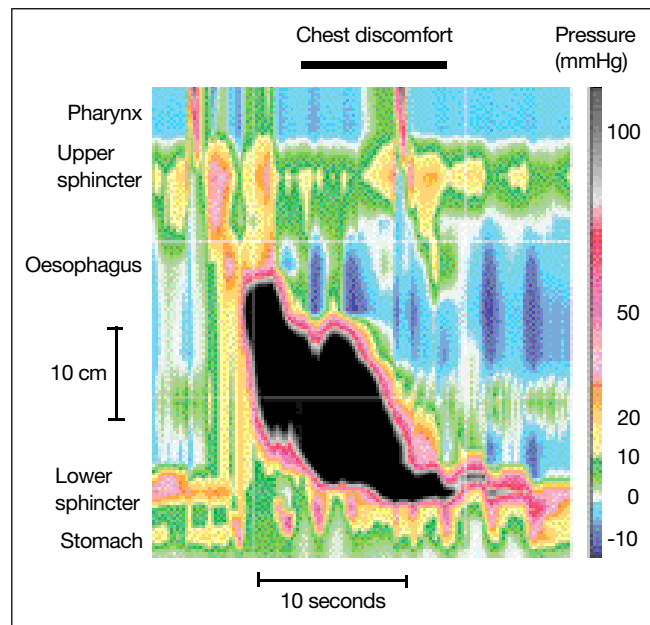 Chest discomfort
Pressure
(mmHg)
Pharynx
Upper
sphincter
Oesophagus
10 cm
Lower
sphincter
Stomach
100
50
20
10
0
-10
10 seconds